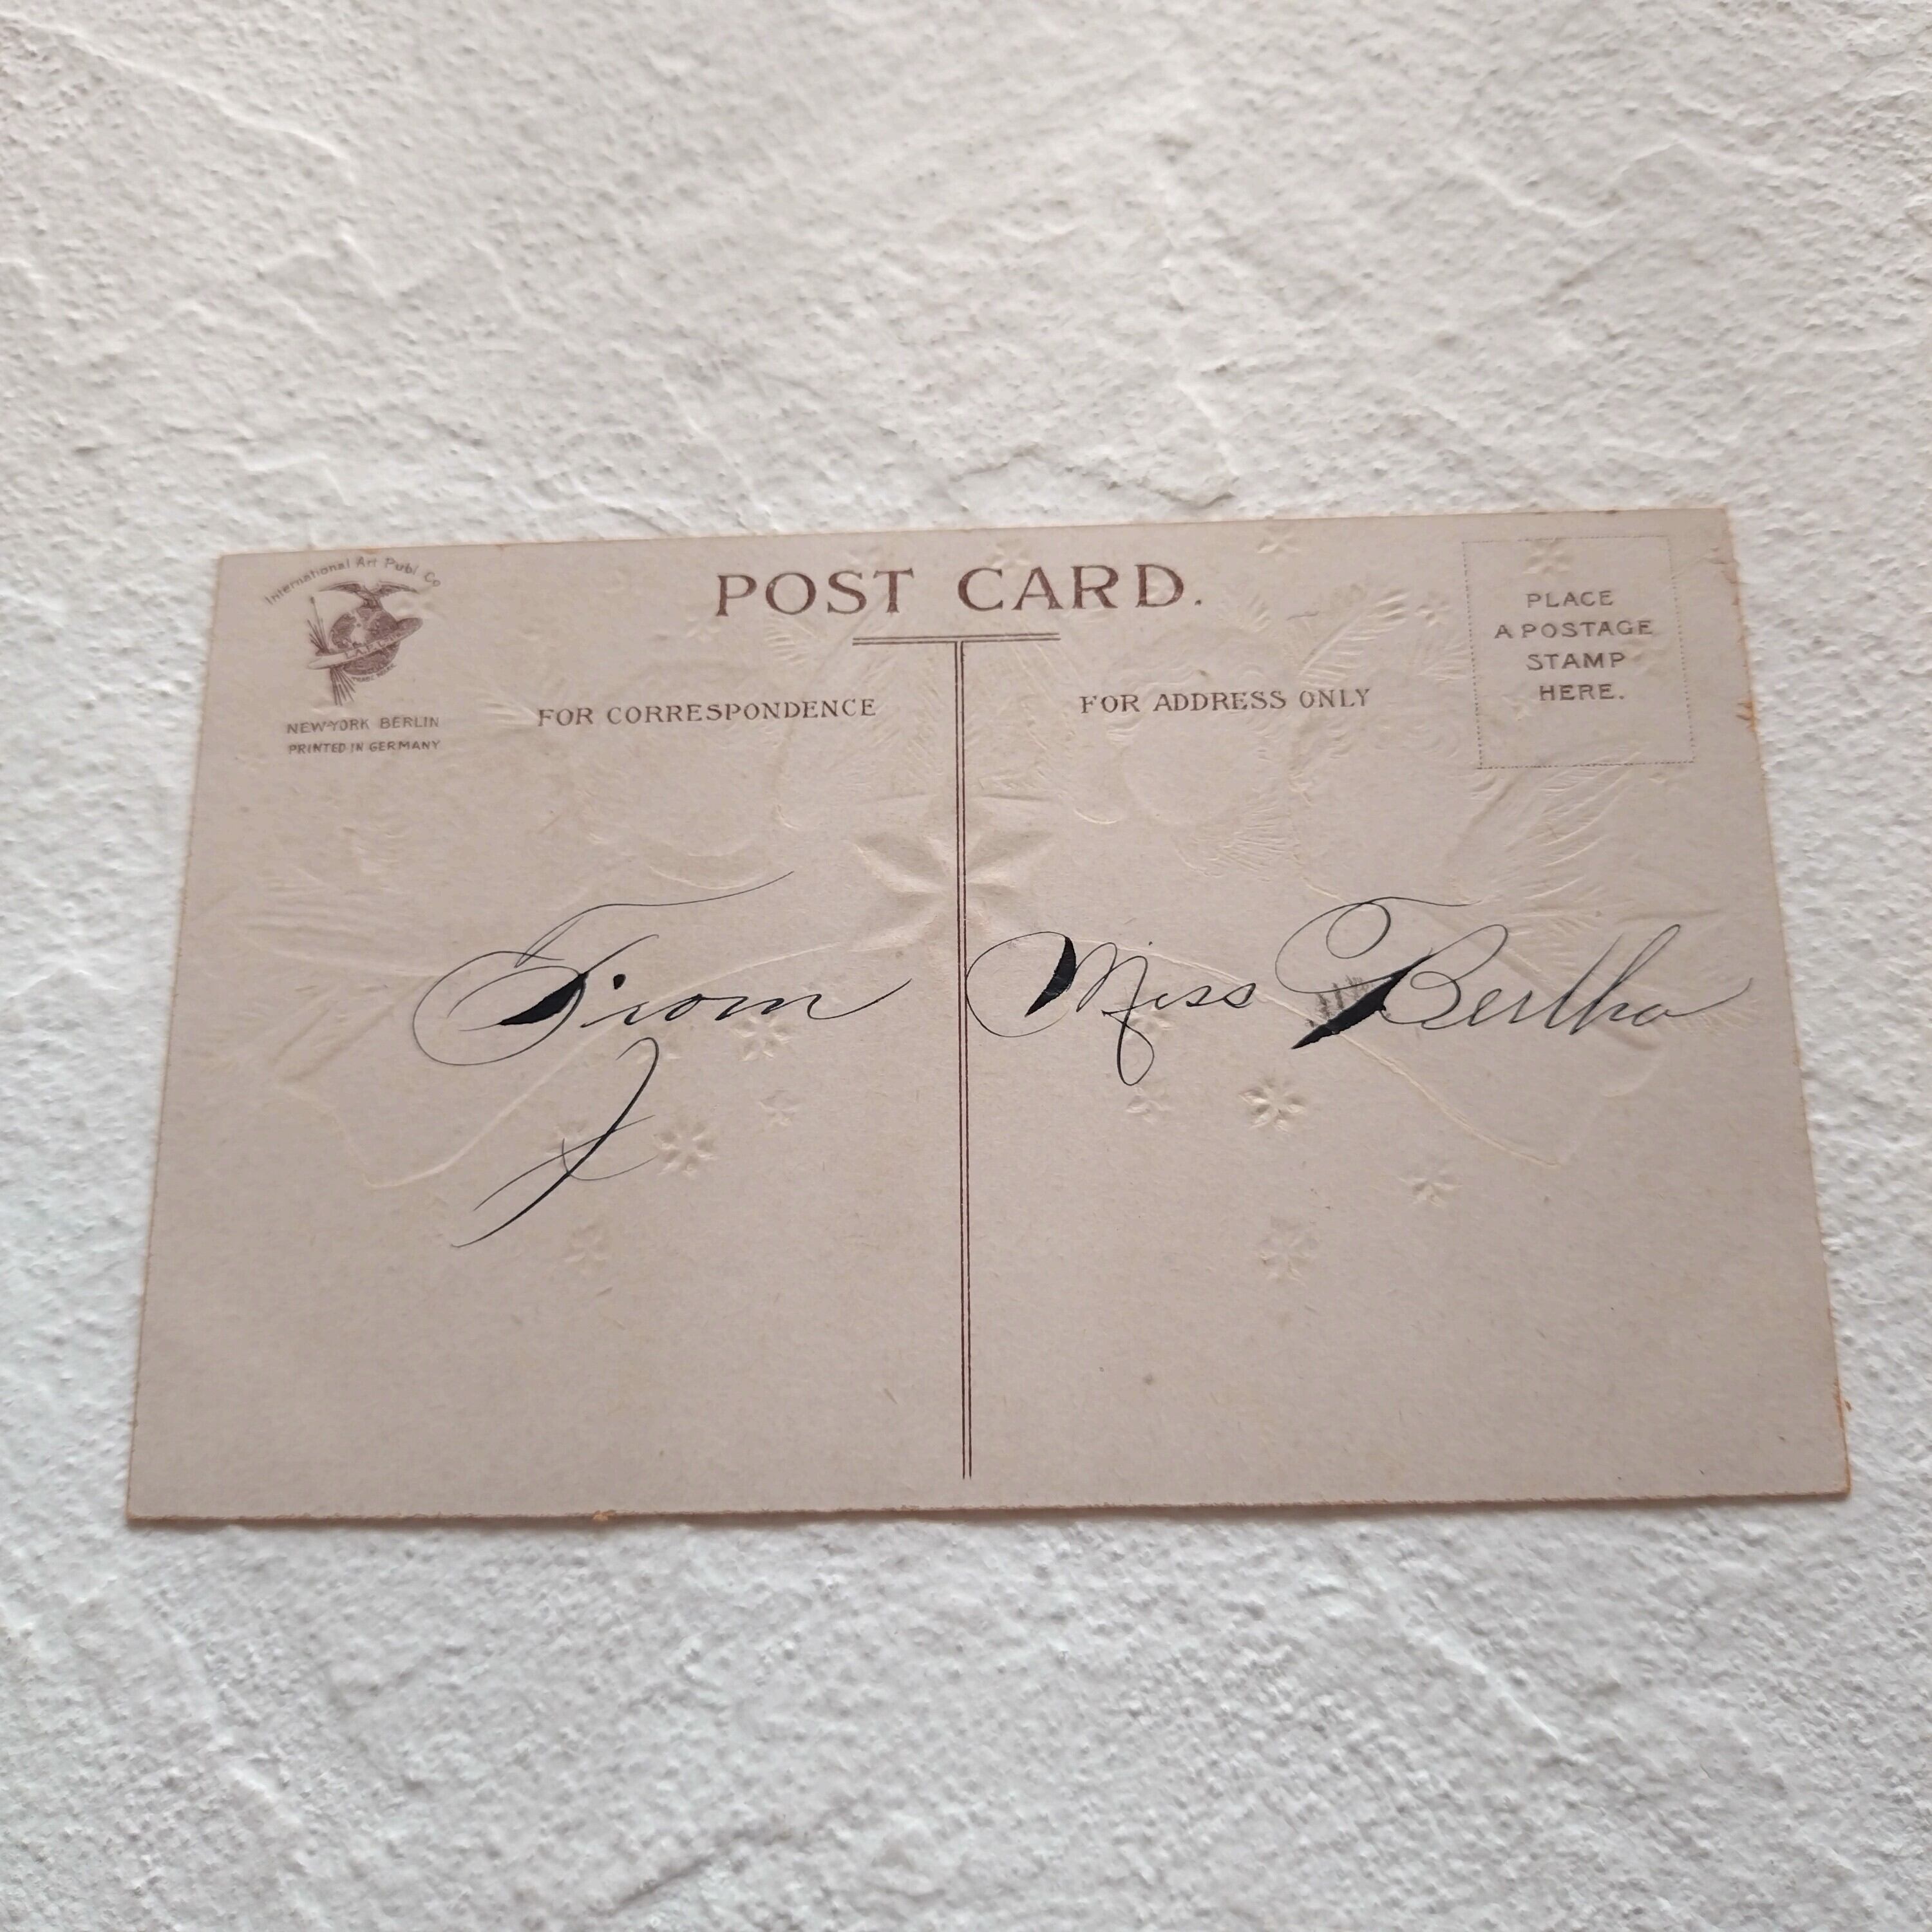 International Art Publ. Co
POST CARD.
PLACE
A POSTAGE
STAMP
HERE.
NEW-YORK BERLIN
PRINTED IN GERMANY
FOR CORRESPONDENCE
FOR ADDRESS ONLY
From
Miss Bertha